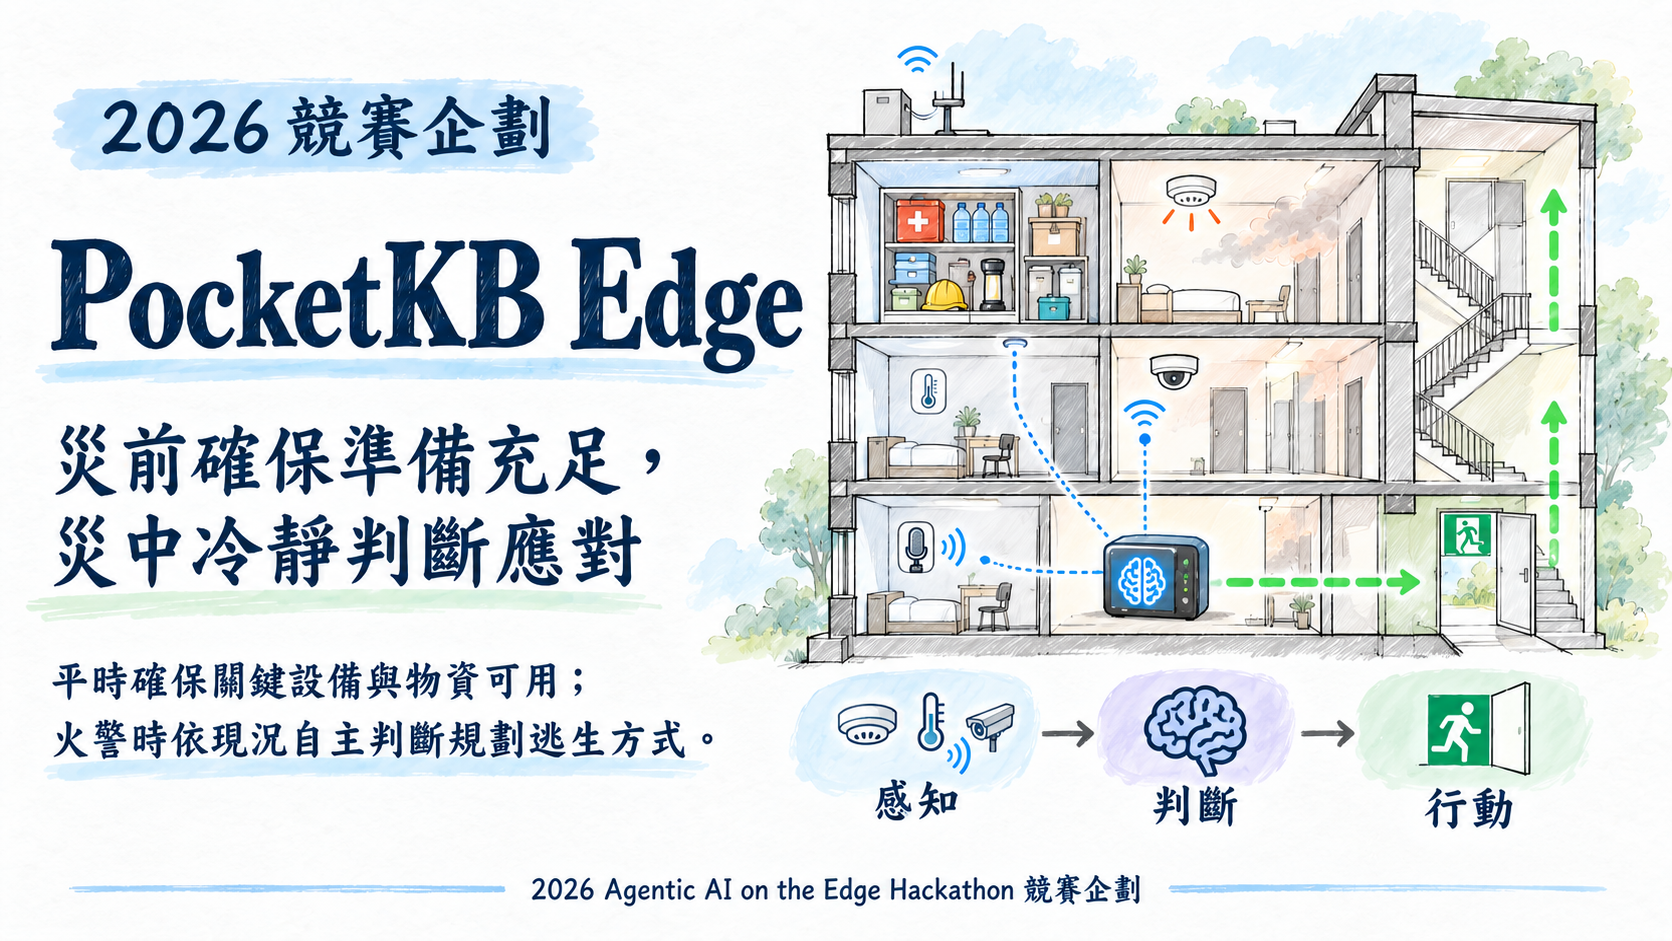 2026 競賽企劃
PocketKB Edge
災前確保準備充足，
災中冷靜判斷應對
平時確保關鍵設備與物資可用；
火警時依現況自主判斷規劃逃生方式。
感知
判斷
行動
2026 Agentic AI on the Edge Hackathon 競賽企劃